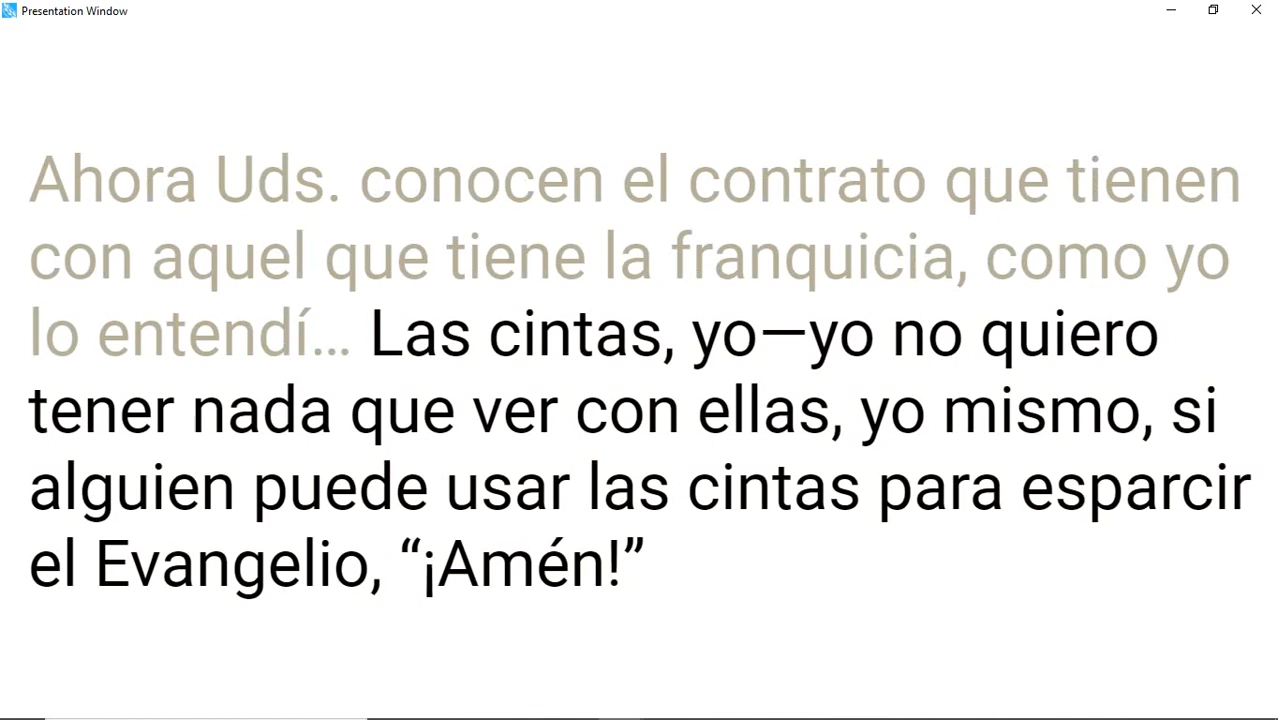 Presentation Window
Ahora Uds. conocen el contrato que tienen
con aquel que tiene la franquicia, como yo
lo entendí… Las cintas, yo—yo no quiero
tener nada que ver con ellas, yo mismo, si
alguien puede usar las cintas para esparcir
el Evangelio, “¡Amén!”